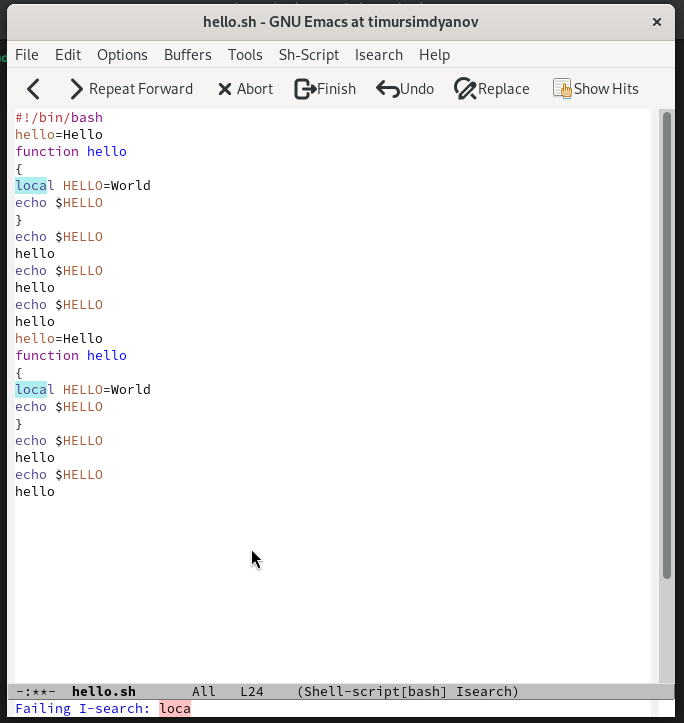 hello.sh - GNU Emacs at timursimdyanov
File Edit Options Buffers Tools Sh-Script Isearch Help
Repeat Forward Abort Finish Undo Replace Show Hits
#!/bin/bash
hello=Hello
function hello
{
local HELLO=World
echo $HELLO
}
echo $HELLO
hello
echo $HELLO
hello
echo $HELLO
hello
hello=Hello
function hello
{
local HELLO=World
echo $HELLO
}
echo $HELLO
hello
echo $HELLO
hello
-:**- hello.sh All L24 (Shell-script[bash] Isearch)
Failing I-search: loca